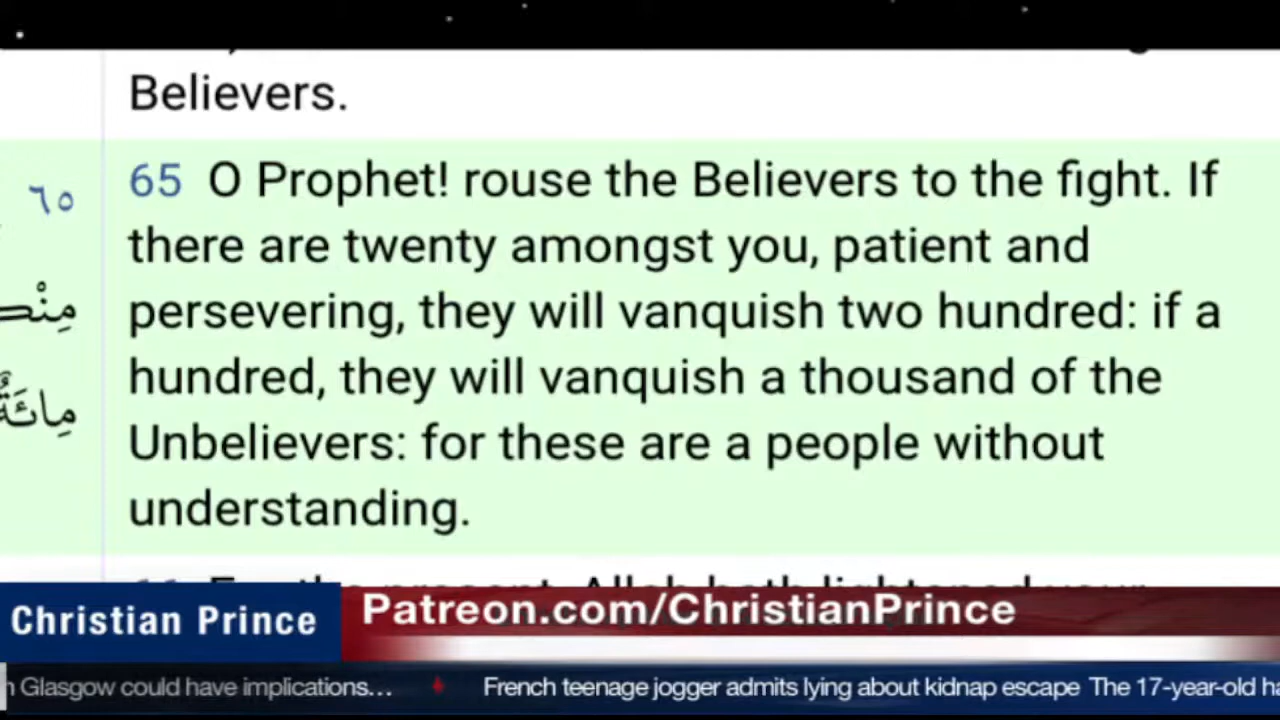 Believers.
65 O Prophet! rouse the Believers to the fight. If
there are twenty amongst you, patient and
persevering, they will vanquish two hundred: if a
hundred, they will vanquish a thousand of the
Unbelievers: for these are a people without
understanding.
٦٥
مِائَةٌ
Christian Prince
Patreon.com/ChristianPrince
Glasgow could have implications... French teenage jogger admits lying about kidnap escape The 17-year-old